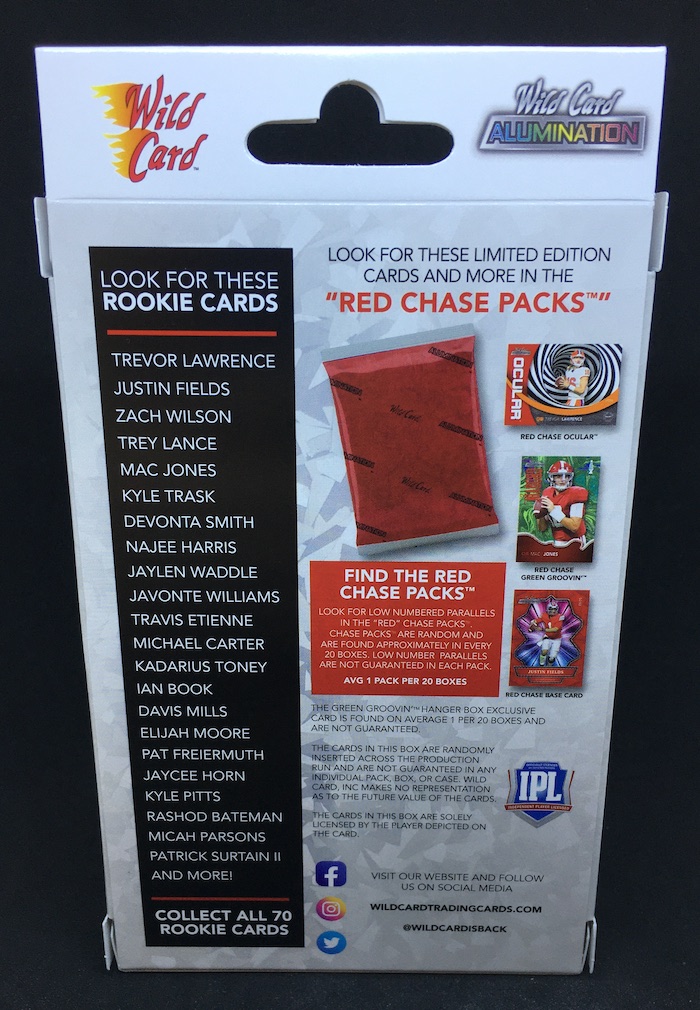 Wild
Card
Wild Card
ALUMINATION
LOOK FOR THESE
ROOKIE CARDS
TREVOR LAWRENCE
JUSTIN FIELDS
ZACH WILSON
TREY LANCE
MAC JONES
KYLE TRASK
DEVONTA SMITH
NAJEE HARRIS
JAYLEN WADDLE
JAVONTE WILLIAMS
TRAVIS ETIENNE
MICHAEL CARTER
KADARIUS TONEY
IAN BOOK
DAVIS MILLS
ELIJAH MOORE
PAT FREIERMUTH
JAYCEE HORN
KYLE PITTS
RASHOD BATEMAN
MICAH PARSONS
PATRICK SURTAIN II
AND MORE!
COLLECT ALL 70
ROOKIE CARDS
LOOK FOR THESE LIMITED EDITION
CARDS AND MORE IN THE
"RED CHASE PACKS™"
Wild Card
Wild Card
OCULAR
TREVOR LAWRENCE
RED CHASE OCULAR™
MAC JONES
RED CHASE
GREEN GROOVIN'™
JUSTIN FIELDS
RED CHASE BASE CARD
FIND THE RED
CHASE PACKS™
LOOK FOR LOW NUMBERED PARALLELS
IN THE "RED" CHASE PACKS™.
CHASE PACKS™ ARE RANDOM AND
ARE FOUND APPROXIMATELY IN EVERY
20 BOXES. LOW NUMBER PARALLELS
ARE NOT GUARANTEED IN EACH PACK.
AVG 1 PACK PER 20 BOXES
THE GREEN GROOVIN'™ HANGER BOX EXCLUSIVE
CARD IS FOUND ON AVERAGE 1 PER 20 BOXES AND
ARE NOT GUARANTEED.
THE CARDS IN THIS BOX ARE RANDOMLY
INSERTED ACROSS THE PRODUCTION
RUN AND ARE NOT GUARANTEED IN ANY
INDIVIDUAL PACK, BOX, OR CASE. WILD
CARD, INC MAKES NO REPRESENTATION
AS TO THE FUTURE VALUE OF THE CARDS.
THE CARDS IN THIS BOX ARE SOLELY
LICENSED BY THE PLAYER DEPICTED ON
THE CARD.
IPL
INDEPENDENT PLAYER LICENSED
VISIT OUR WEBSITE AND FOLLOW
US ON SOCIAL MEDIA
WILDCARDTRADINGCARDS.COM
@WILDCARDISBACK